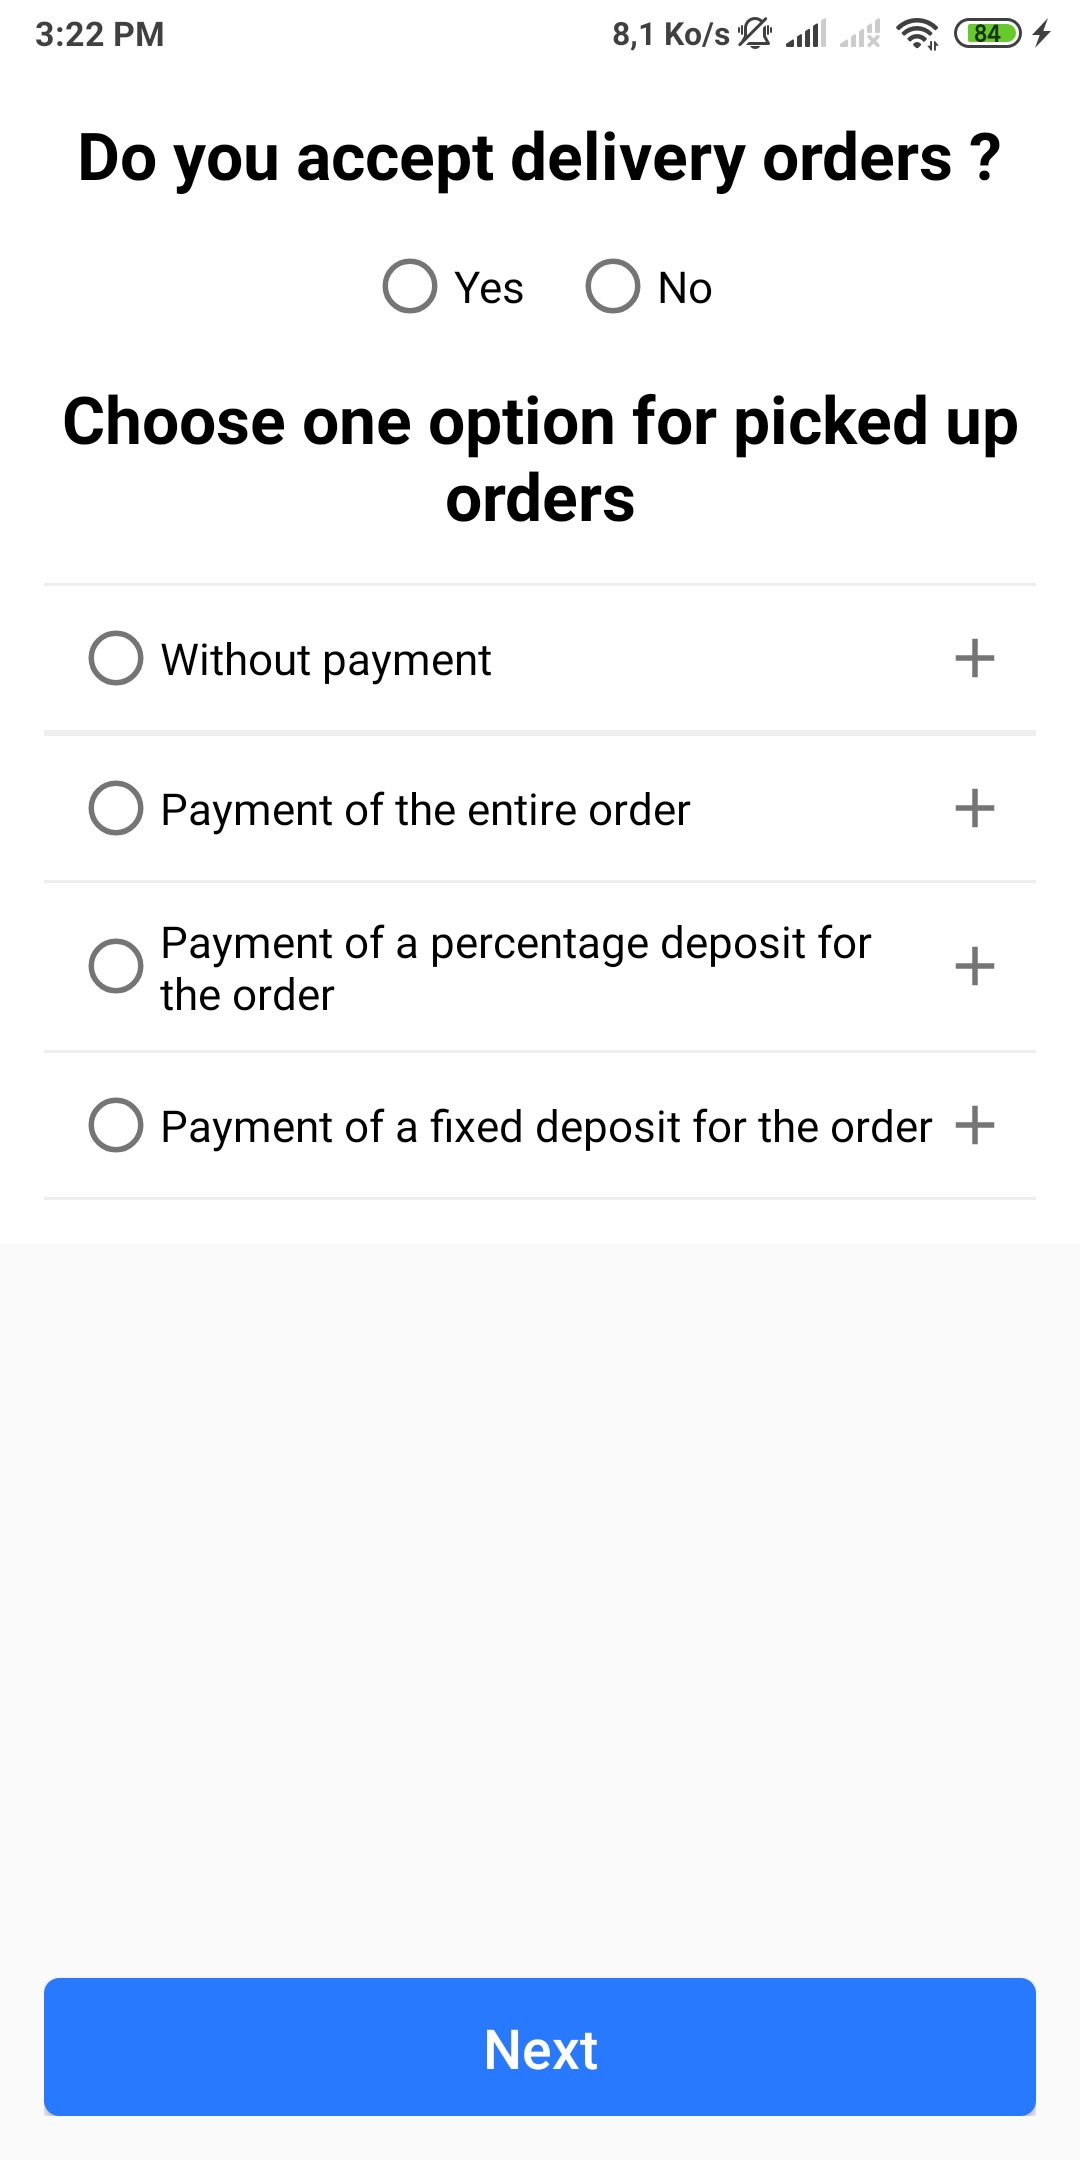 3:22 PM 8,1 Ko/s 84
Do you accept delivery orders ?
Yes No
Choose one option for picked up
orders
Without payment
Payment of the entire order
Payment of a percentage deposit for
the order
Payment of a fixed deposit for the order
Next